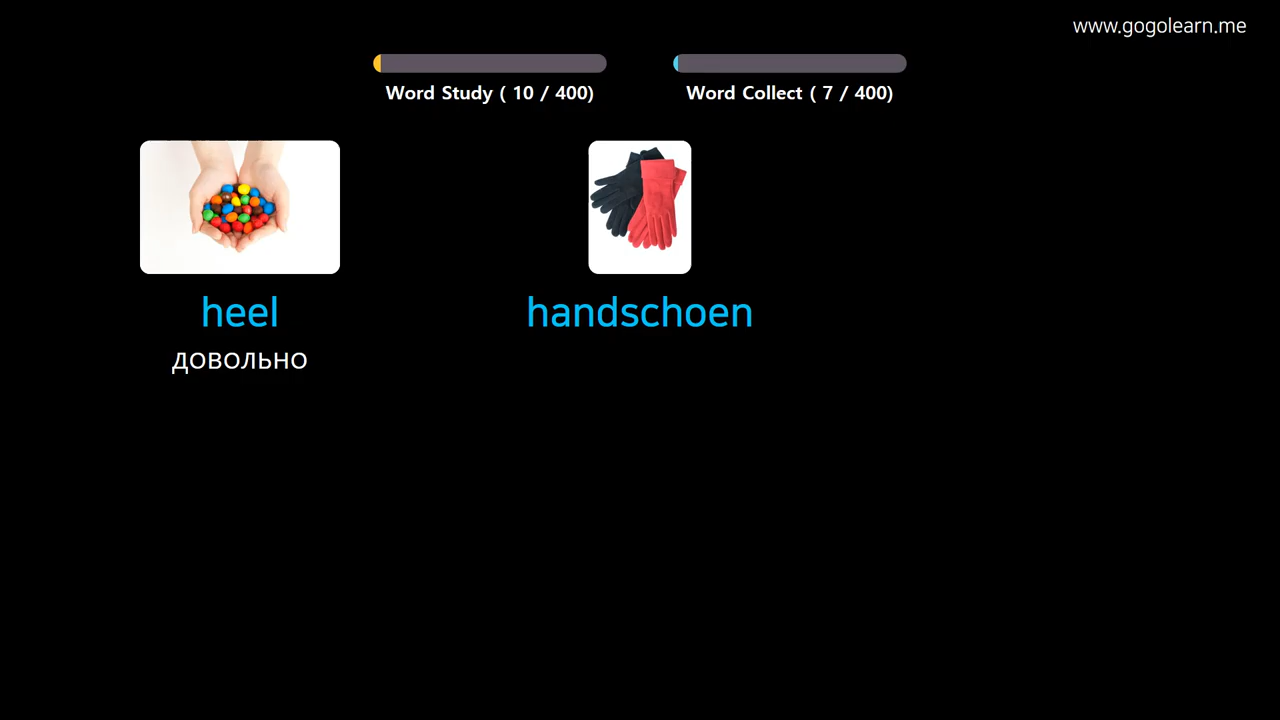 www.gogolearn.me
Word Study ( 10 / 400)
Word Collect ( 7 / 400)
heel
handschoen
довольно